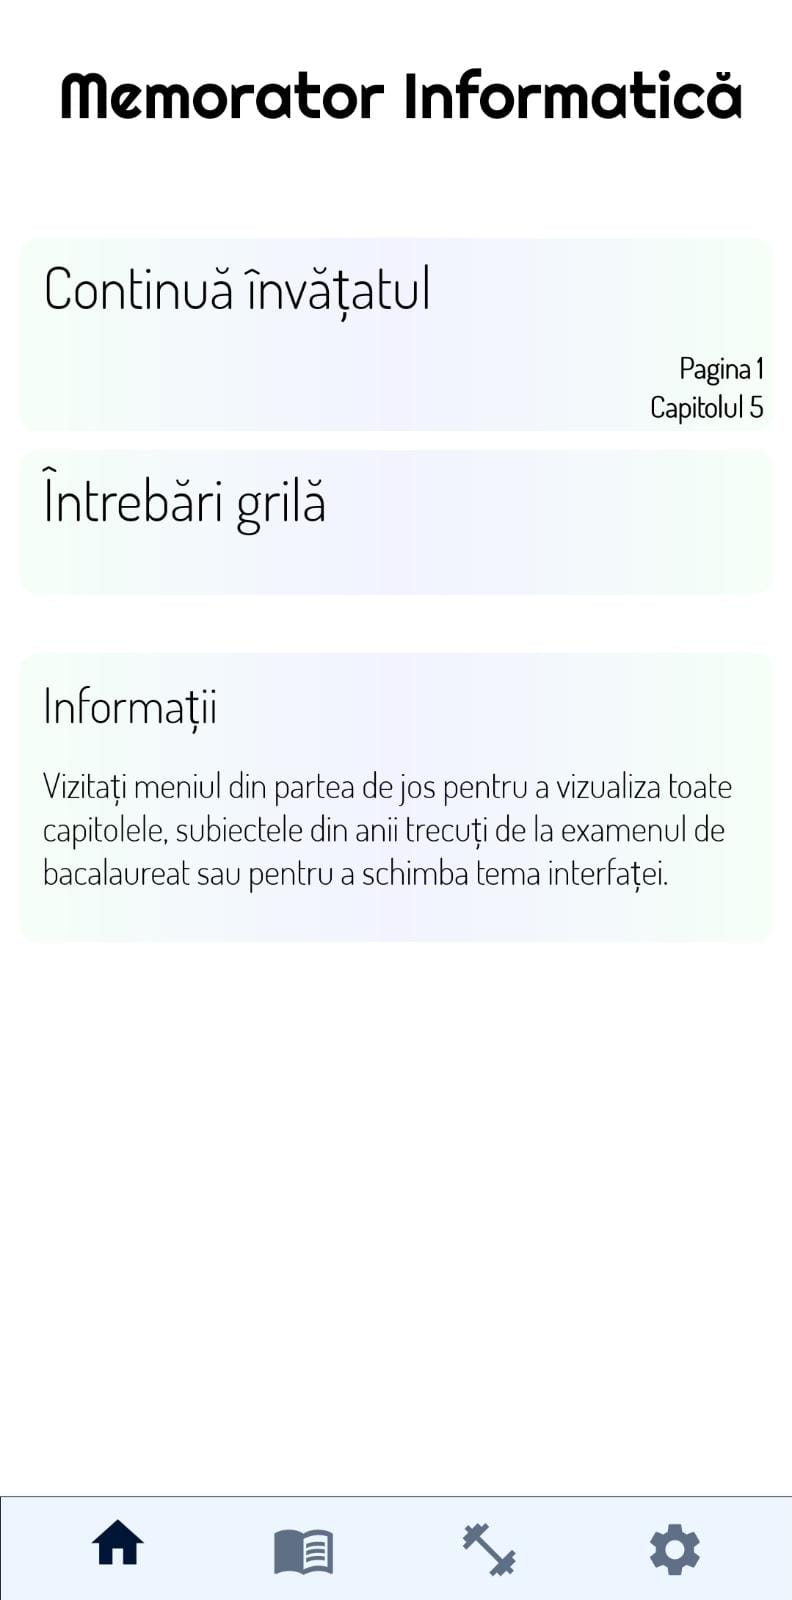 Memorator Informatică
Continuă învățatul
Pagina 1
Capitolul 5
Întrebări grilă
Informații
Vizitați meniul din partea de jos pentru a vizualiza toate
capitolele, subiectele din anii trecuți de la examenul de
bacalaureat sau pentru a schimba tema interfaței.